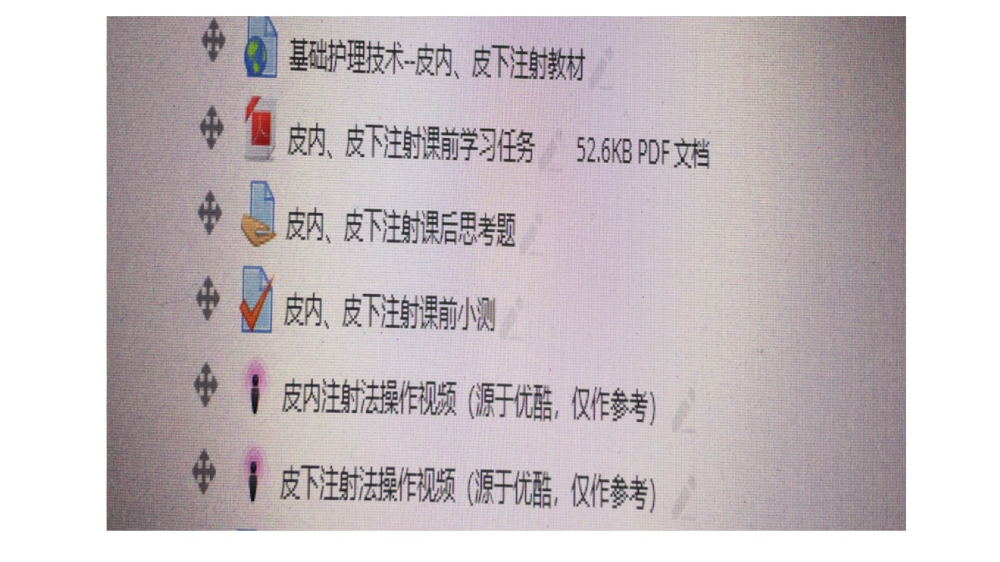 基础护理技术--皮内、皮下注射教材
皮内、皮下注射课前学习任务 52.6KB PDF 文档
皮内、皮下注射课后思考题
皮内、皮下注射课前小测
皮内注射法操作视频（源于优酷，仅作参考）
皮下注射法操作视频（源于优酷，仅作参考）